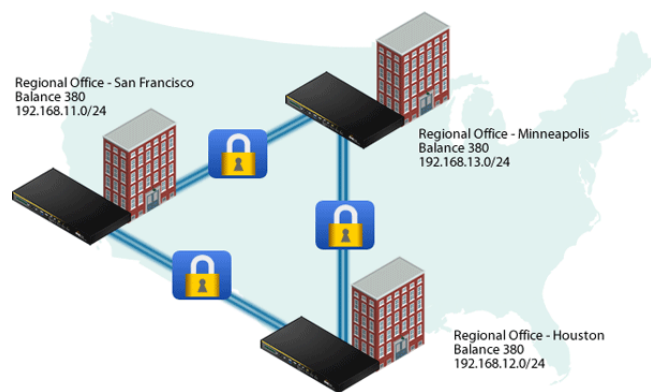 Regional Office - San Francisco
Balance 380
192.168.11.0/24
Regional Office - Minneapolis
Balance 380
192.168.13.0/24
Regional Office - Houston
Balance 380
192.168.12.0/24